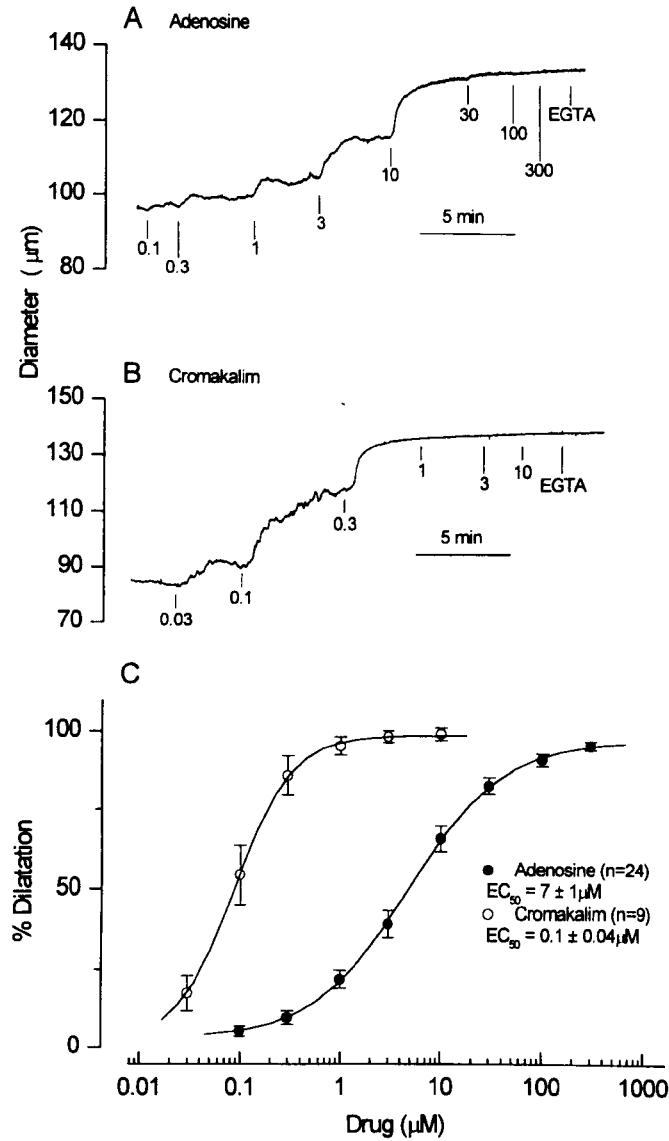 A Adenosine
140
120
100
80
0.1
0.3
1
3
10
30
100
300
EGTA
5 min
Diameter (μm)
B Cromakalim
150
130
110
90
70
0.03
0.1
0.3
1
3
10
EGTA
5 min
C
100
50
0
% Dilatation
● Adenosine (n=24)
EC50 = 7 ± 1μM
○ Cromakalim (n=9)
EC50 = 0.1 ± 0.04μM
0.01 0.1 1 10 100 1000
Drug (μM)